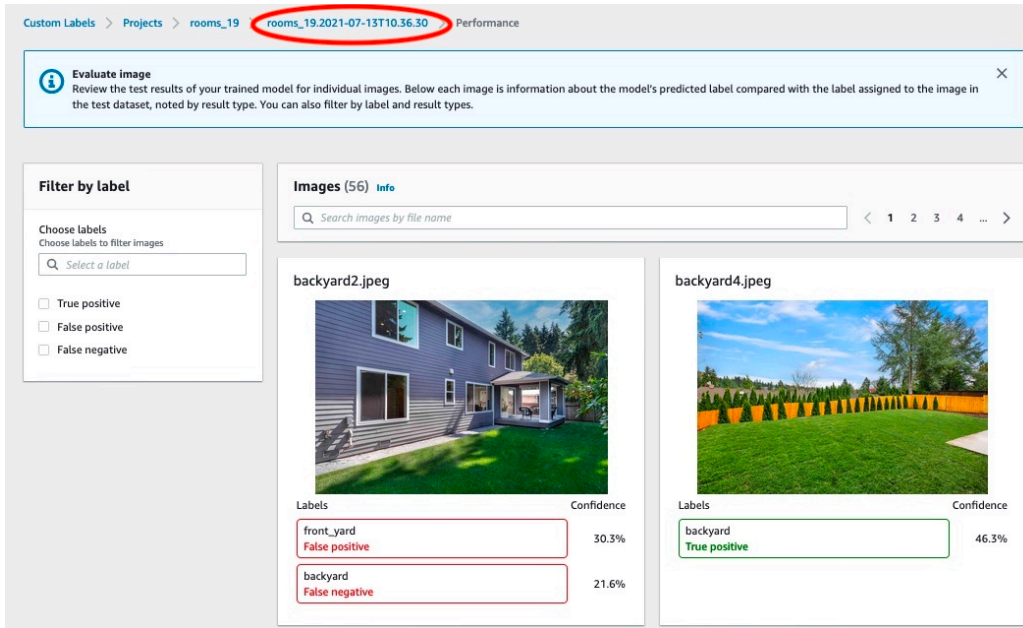 Custom Labels > Projects > rooms_19 > rooms_19.2021-07-13T10.36.30 > Performance
Evaluate image
Review the test results of your trained model for individual images. Below each image is information about the model's predicted label compared with the label assigned to the image in
the test dataset, noted by result type. You can also filter by label and result types.
Filter by label
Choose labels
Choose labels to filter images
Select a label
True positive
False positive
False negative
Images (56) Info
Search images by file name
< 1 2 3 4 ... >
backyard2.jpeg
Labels Confidence
front_yard
False positive
30.3%
backyard
False negative
21.6%
backyard4.jpeg
Labels Confidence
backyard
True positive
46.3%